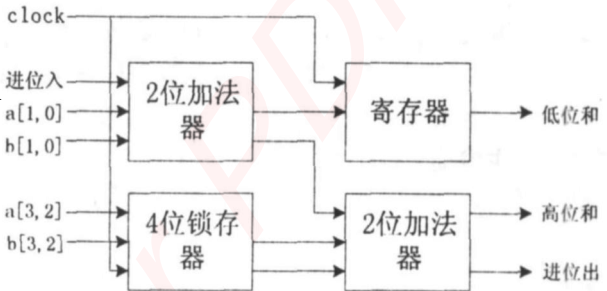 clock
进位入
a[1,0]
b[1,0]
2位加法
器
寄存器
低位和
a[3,2]
b[3,2]
4位锁存
器
2位加法
器
高位和
进位出